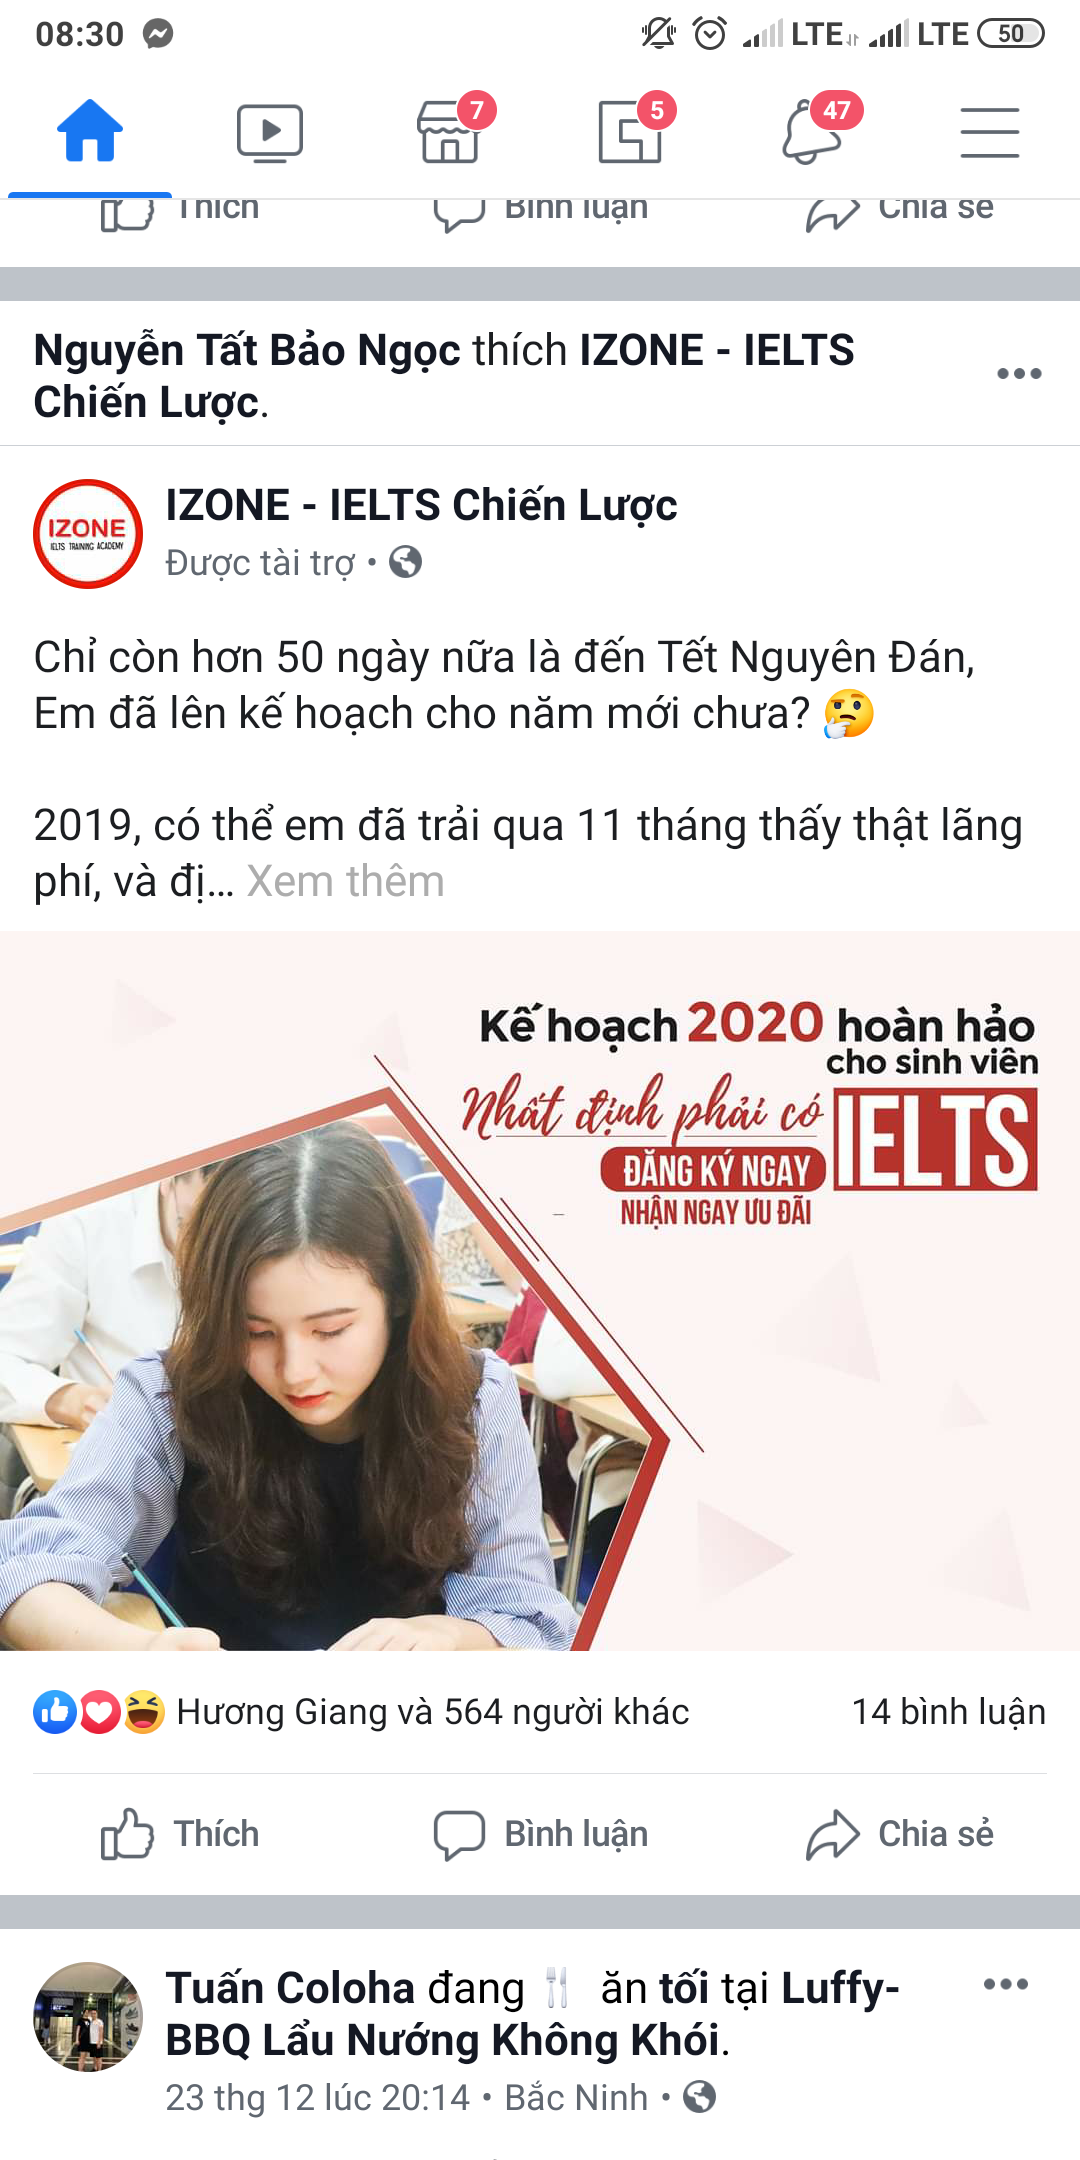 08:30
LTE
LTE
50
7
5
47
Thích
Bình luận
Chia sẻ
Nguyễn Tất Bảo Ngọc thích IZONE - IELTS
Chiến Lược.
IZONE
IELTS TRAINING ACADEMY
IZONE - IELTS Chiến Lược
Được tài trợ •
Chỉ còn hơn 50 ngày nữa là đến Tết Nguyên Đán,
Em đã lên kế hoạch cho năm mới chưa? 🤔
2019, có thể em đã trải qua 11 tháng thấy thật lãng
phí, và đị... Xem thêm
Kế hoạch 2020 hoàn hảo
cho sinh viên
Nhất định phải có
IELTS
ĐĂNG KÝ NGAY
NHẬN NGAY ƯU ĐÃI
Hương Giang và 564 người khác
14 bình luận
Thích
Bình luận
Chia sẻ
Tuấn Coloha đang 🍴 ăn tối tại Luffy-
BBQ Lẩu Nướng Không Khói.
23 thg 12 lúc 20:14 • Bắc Ninh •